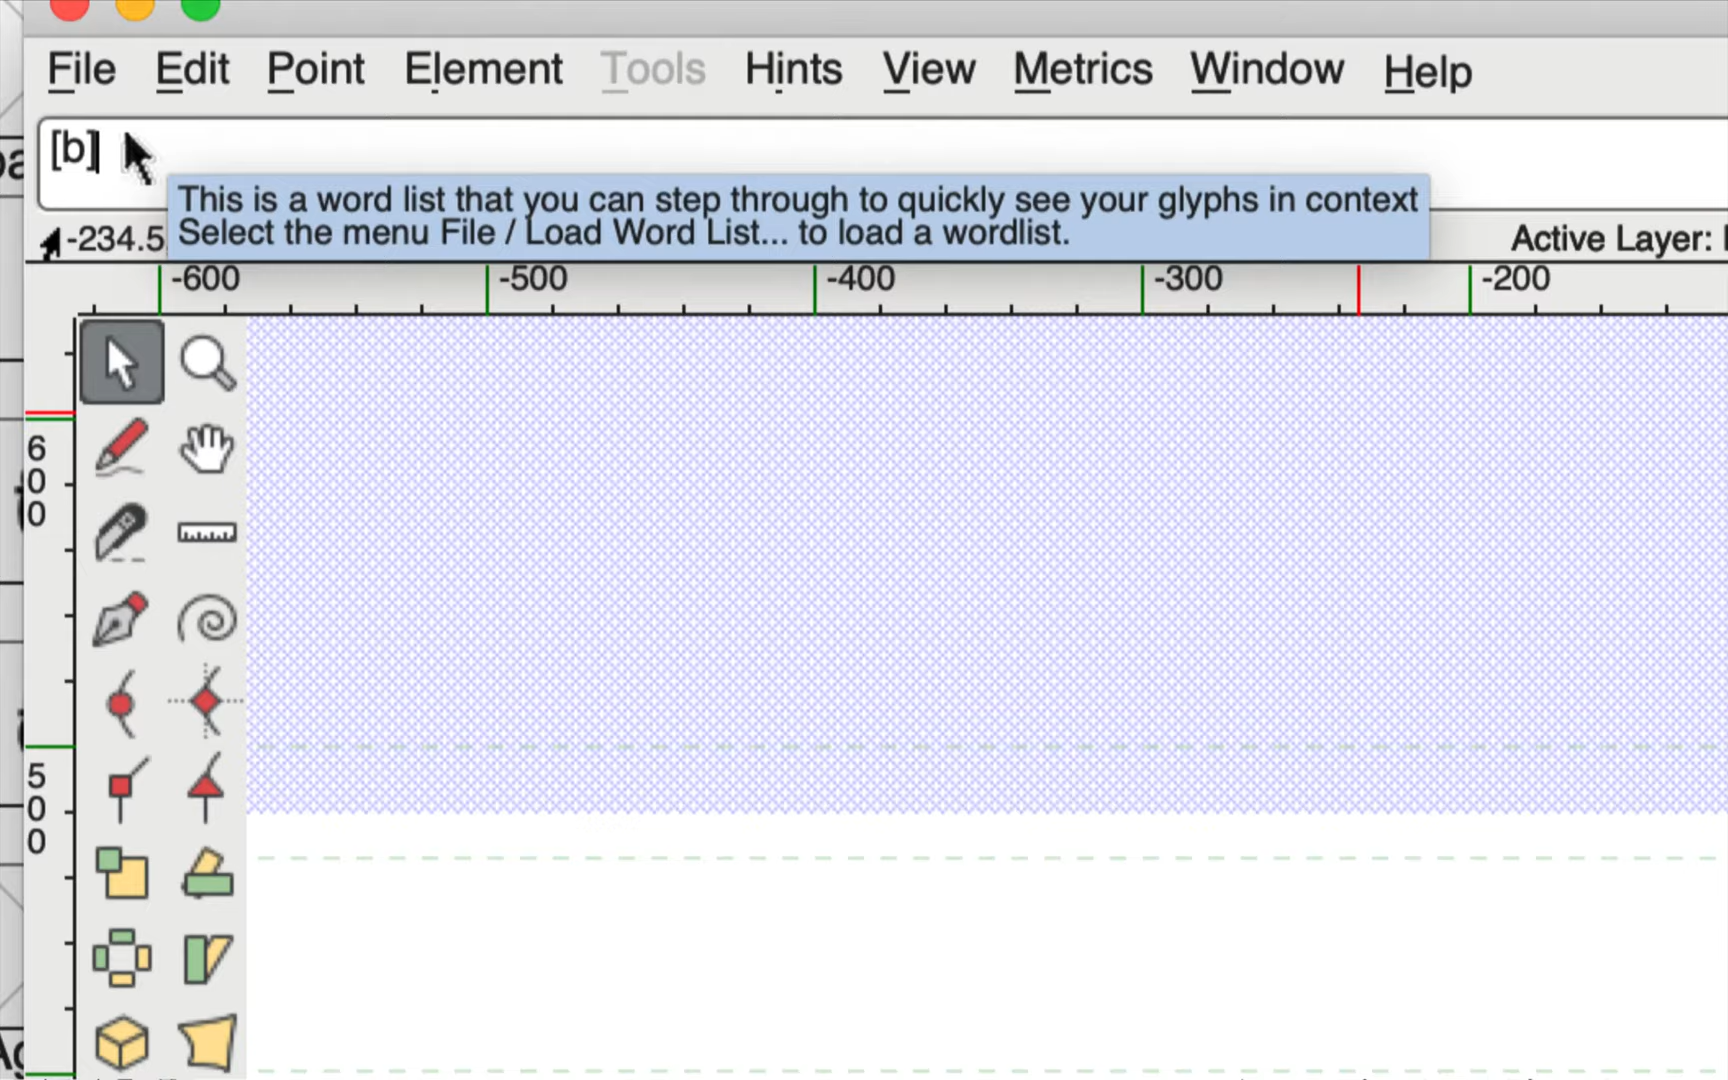 File Edit Point Element Tools Hints View Metrics Window Help
[b]
This is a word list that you can step through to quickly see your glyphs in context
Select the menu File / Load Word List... to load a wordlist.
-234.5
Active Layer:
-600 -500 -400 -300 -200
600
500